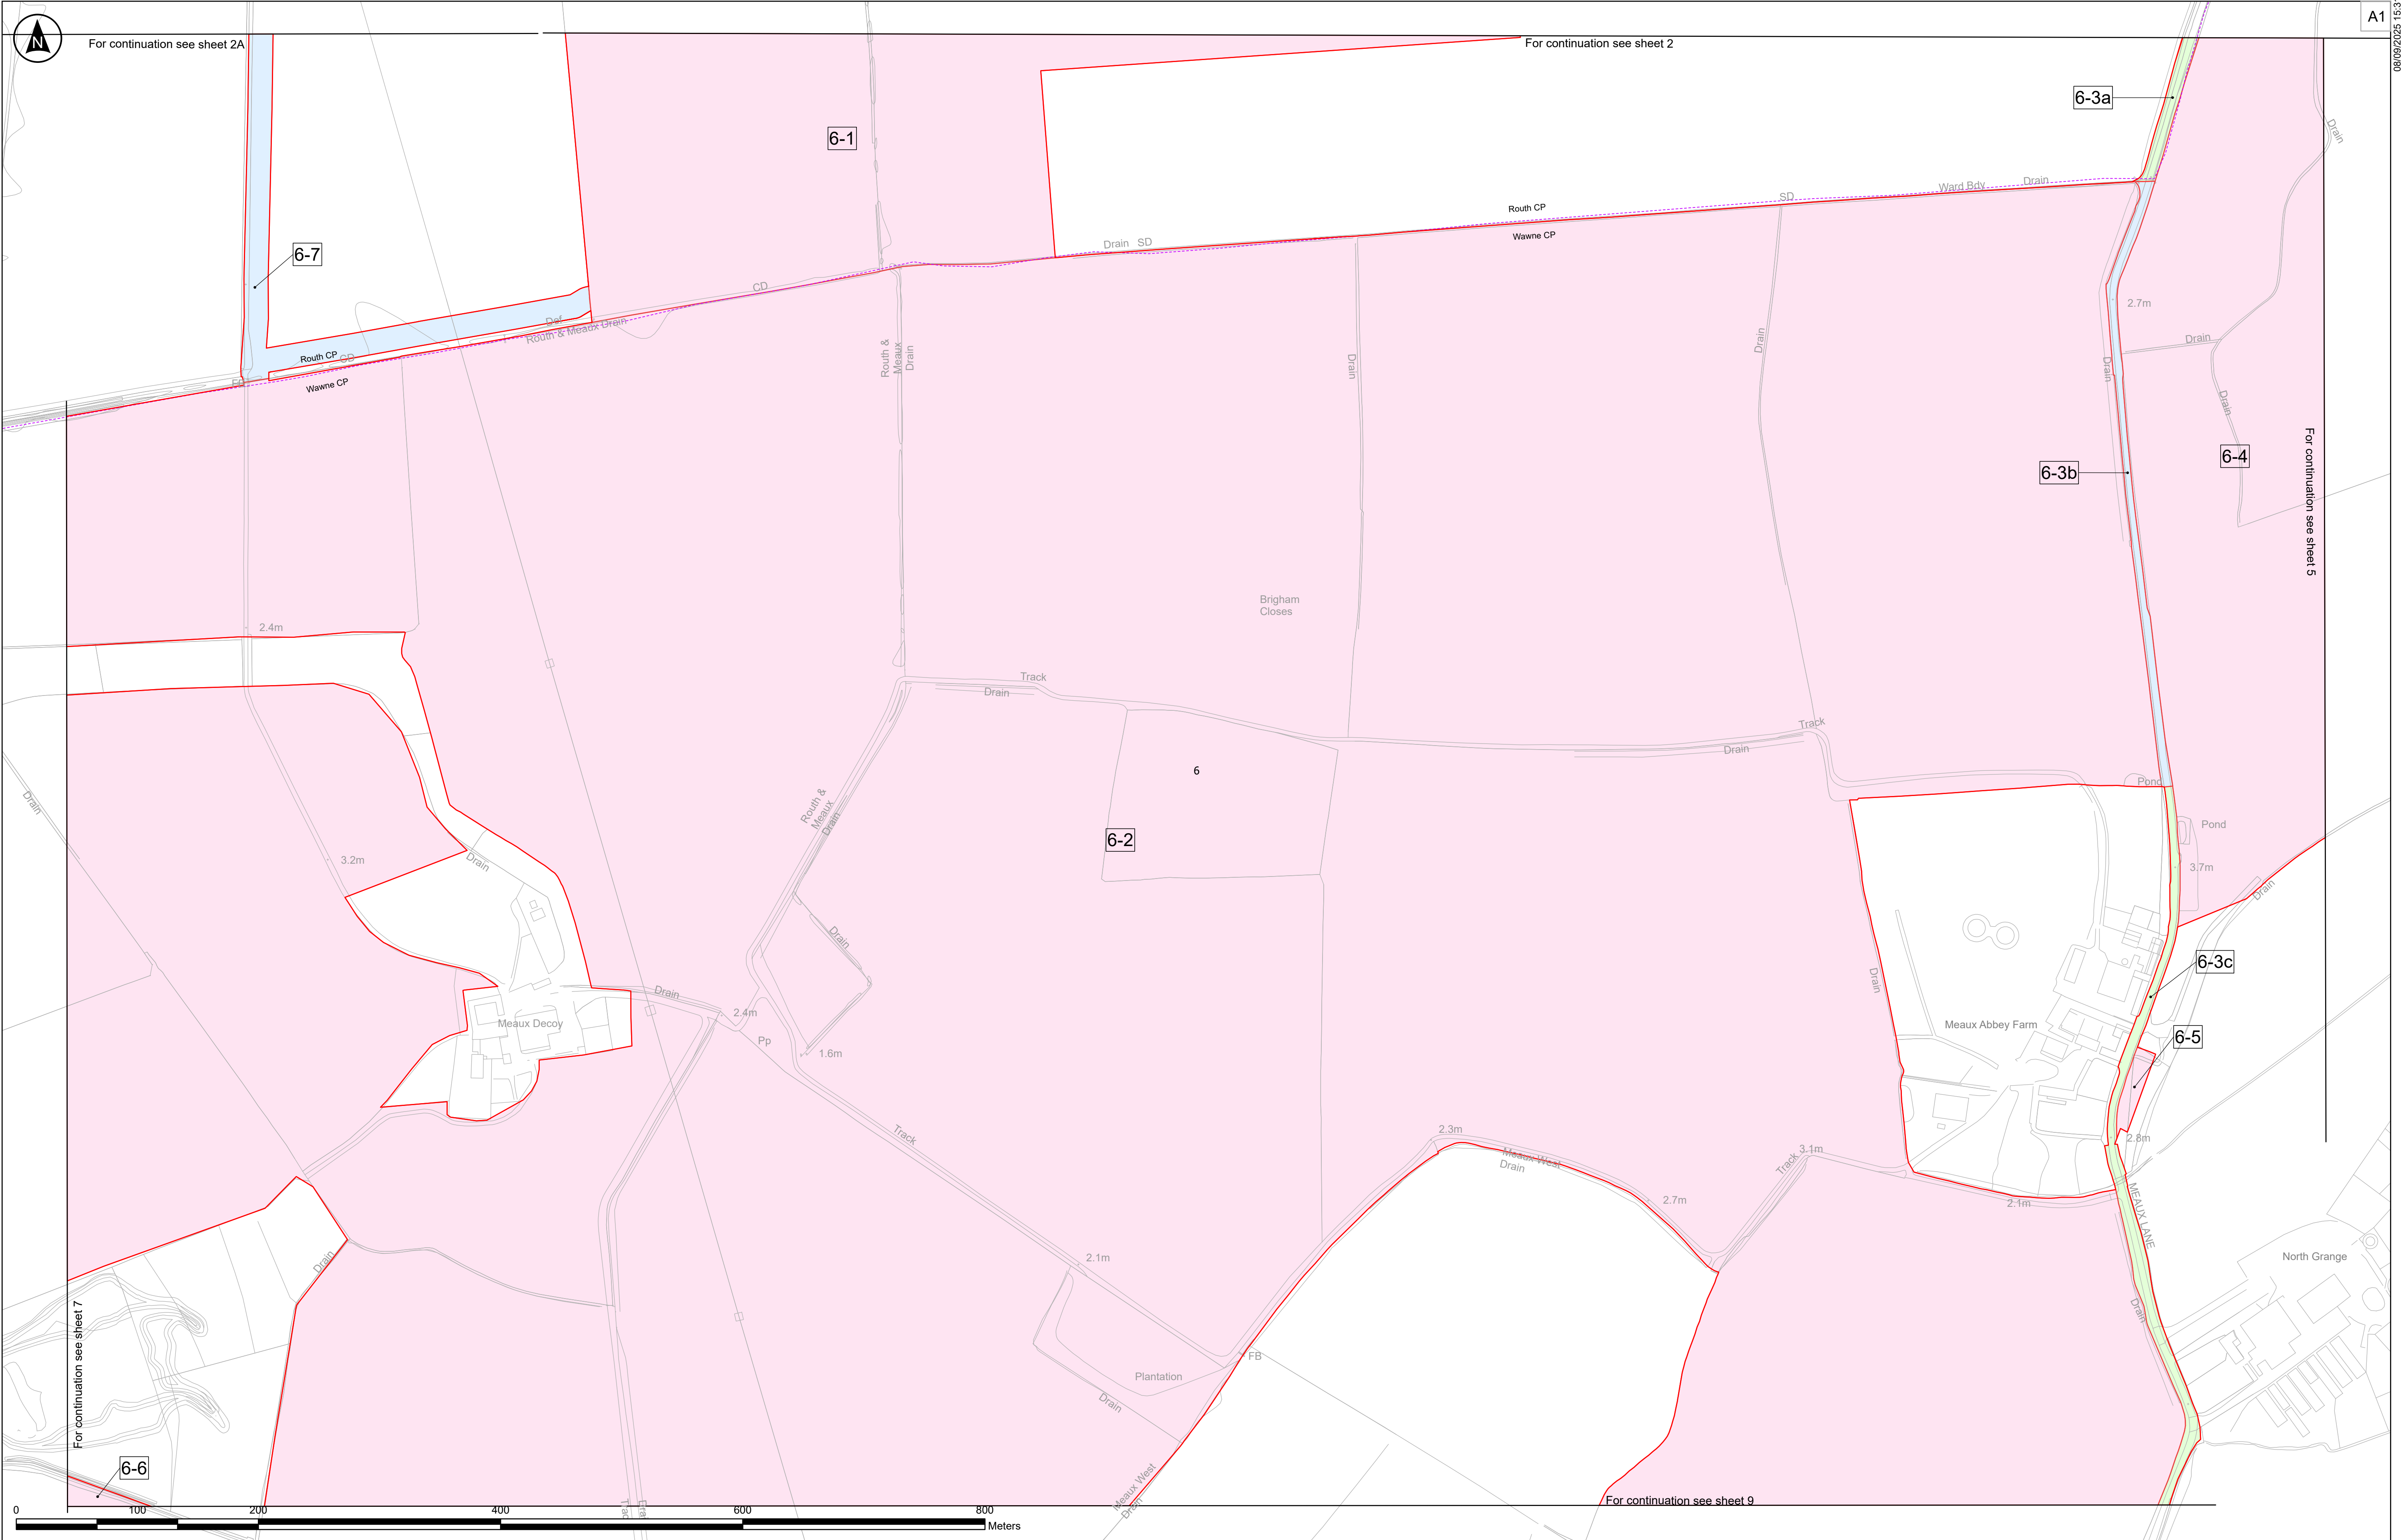 A1
08/09/2025 15:3
N
For continuation see sheet 2A
For continuation see sheet 2
6-3a
Drain
6-1
Ward Bdy
Drain
SD
Route CP
Wawne CP
Drain
SD
6-7
CD
2.7m
Def
Routh & Meaux Drain
Routh CP
CD
Wawne CP
Routh &
Meaux
Drain
Drain
Drain
Drain
Drain
Drain
For continuation see sheet 5
6-4
6-3b
Brigham
Closes
2.4m
Track
Drain
Track
Drain
6
Pond
Drain
Routh &
Meaux
Drain
Pond
6-2
3.2m
Drain
3.7m
Drain
Drain
6-3c
Drain
Drain
2.4m
Meaux Decoy
Meaux Abbey Farm
6-5
Pp
1.6m
Track
2.3m
2.8m
3.1m
Meaux West
Drain
Track
2.7m
2.1m
MEAUX LANE
2.1m
Drain
North Grange
For continuation see sheet 7
Drain
FB
Plantation
Drain
6-6
Meaux West
Drain
For continuation see sheet 9
0
100
200
400
600
800
Meters